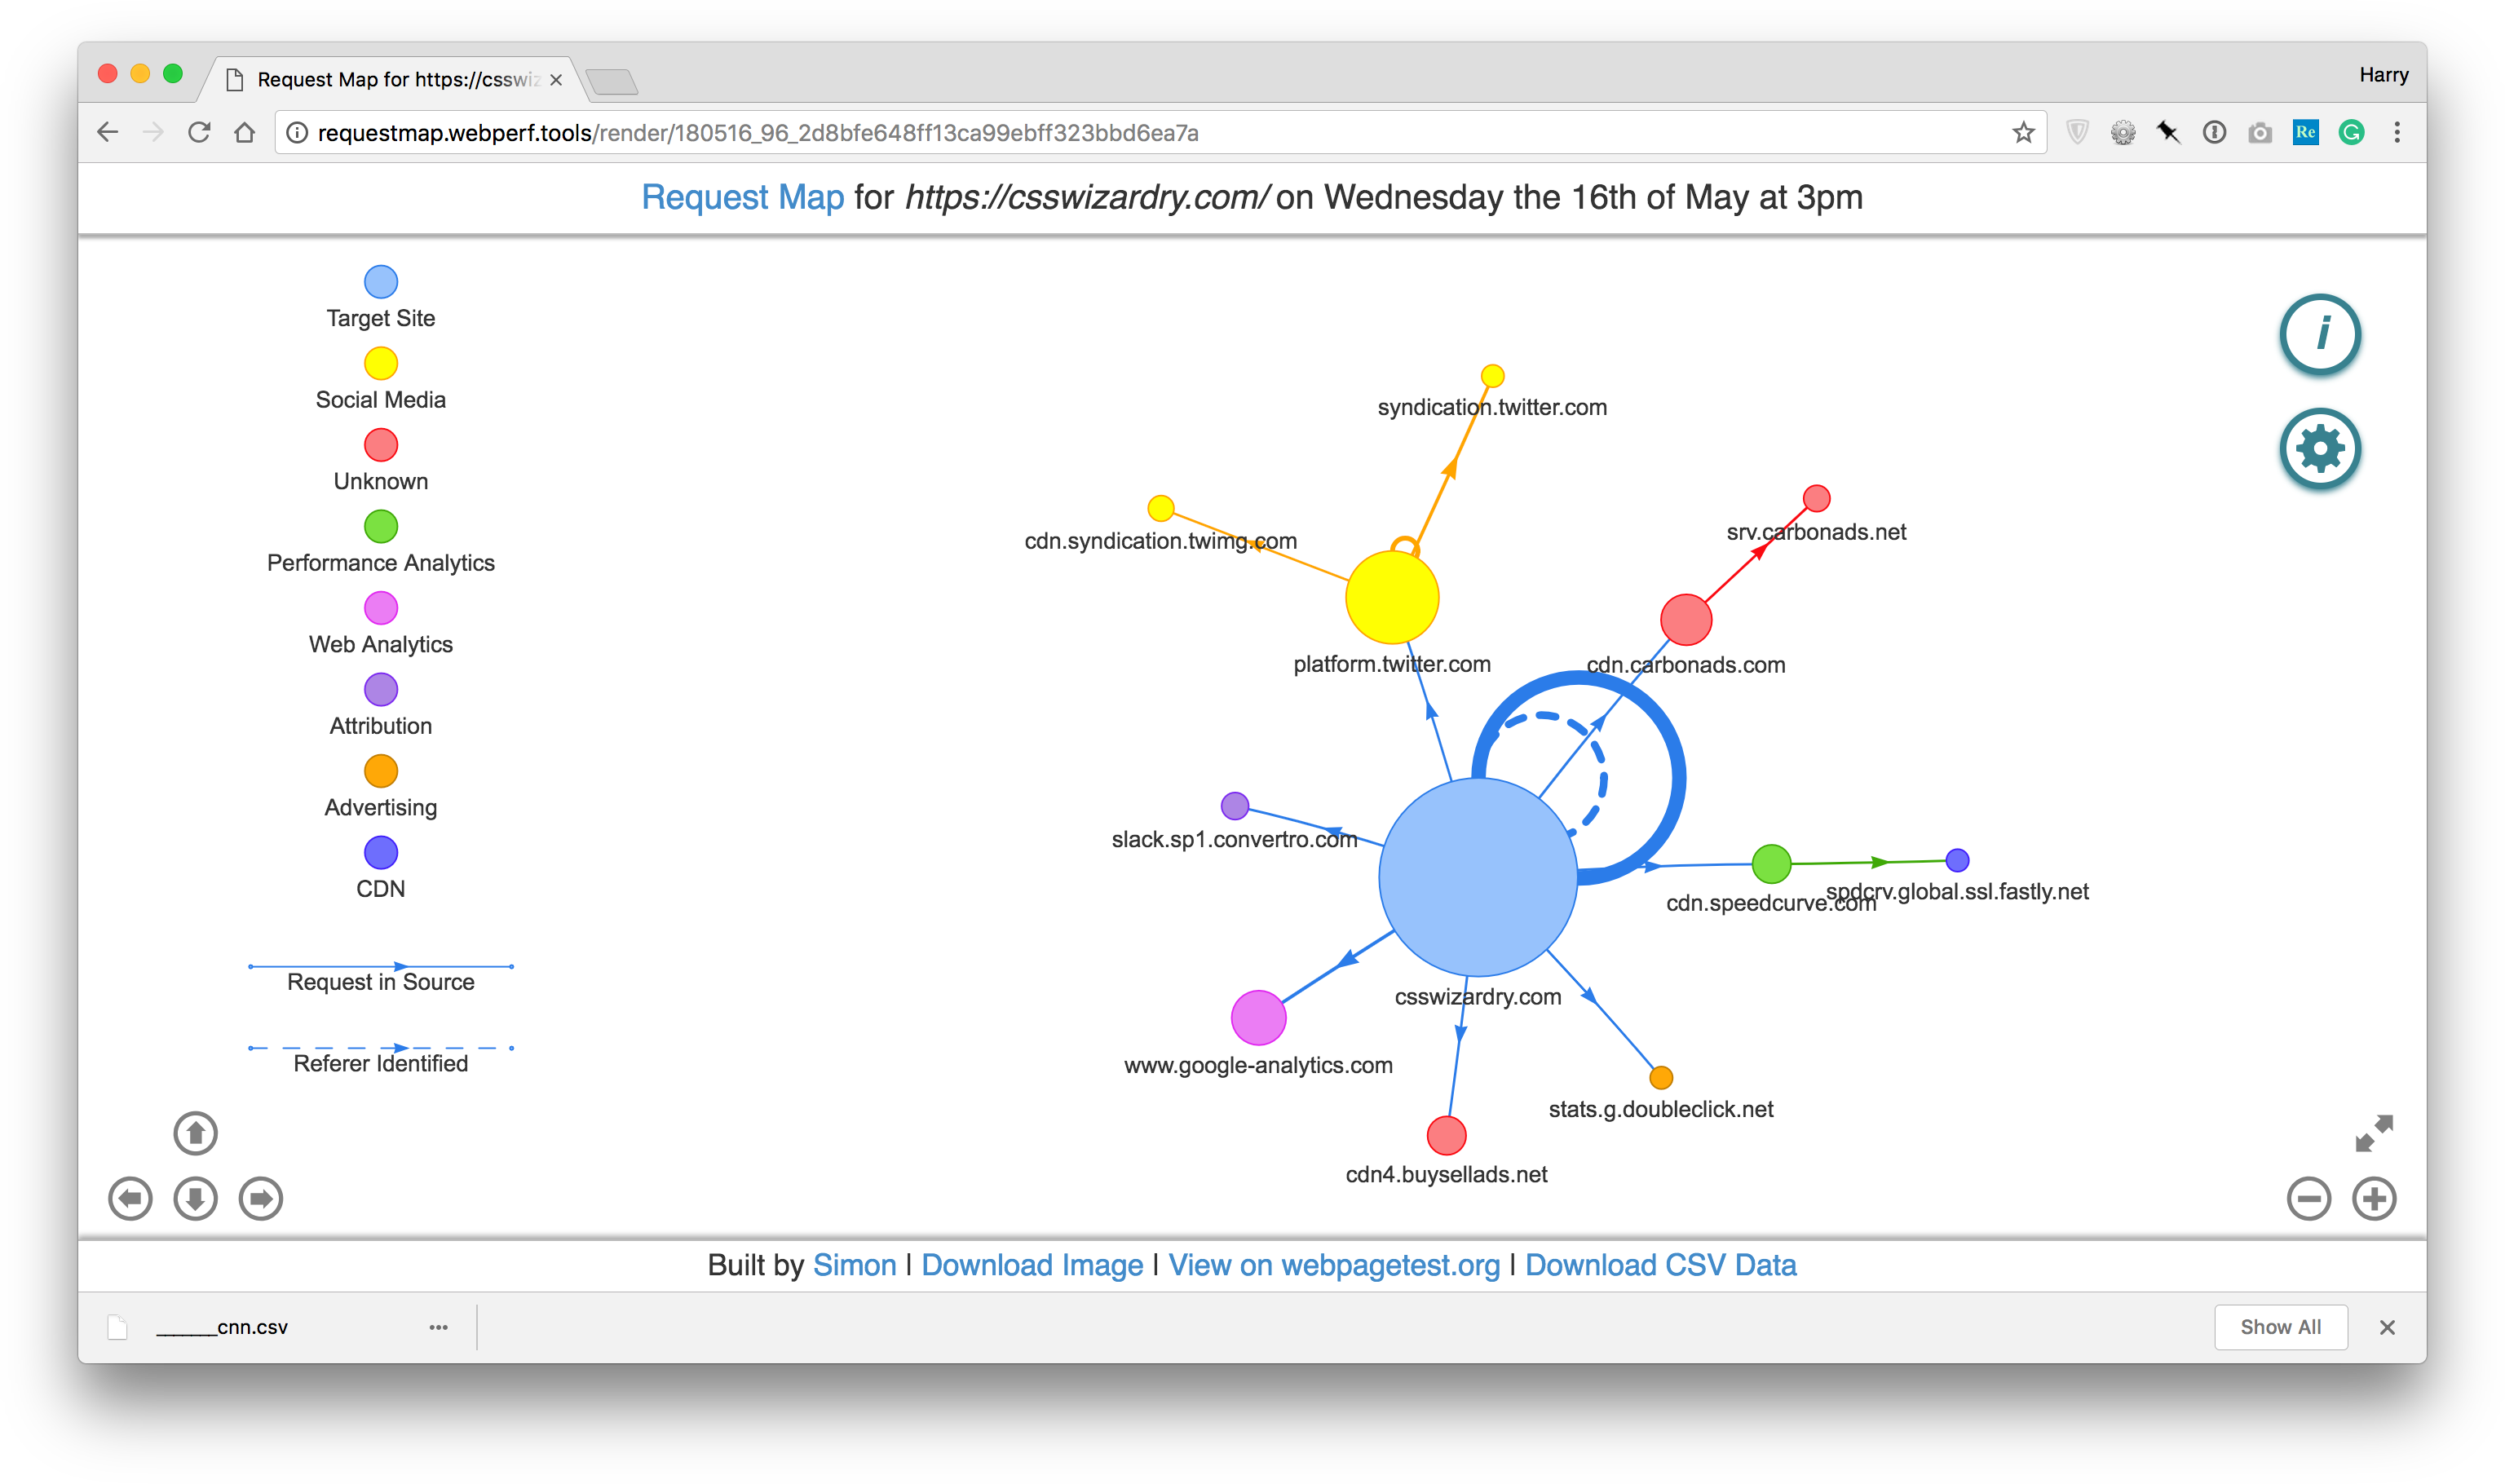 Request Map for https://csswiz
Harry
requestmap.webperf.tools/render/180516_96_2d8bfe648ff13ca99ebff323bbd6ea7a
Re
Request Map for https://csswizardry.com/ on Wednesday the 16th of May at 3pm
Target Site
Social Media
Unknown
Performance Analytics
Web Analytics
Attribution
Advertising
CDN
Request in Source
Referer Identified
i
syndication.twitter.com
cdn.syndication.twimg.com
srv.carbonads.net
platform.twitter.com
cdn.carbonads.com
slack.sp1.convertro.com
cdn.speedcurve.com
spdcrv.global.ssl.fastly.net
csswizardry.com
www.google-analytics.com
stats.g.doubleclick.net
cdn4.buysellads.net
Built by Simon | Download Image | View on webpagetest.org | Download CSV Data
_______cnn.csv
Show All